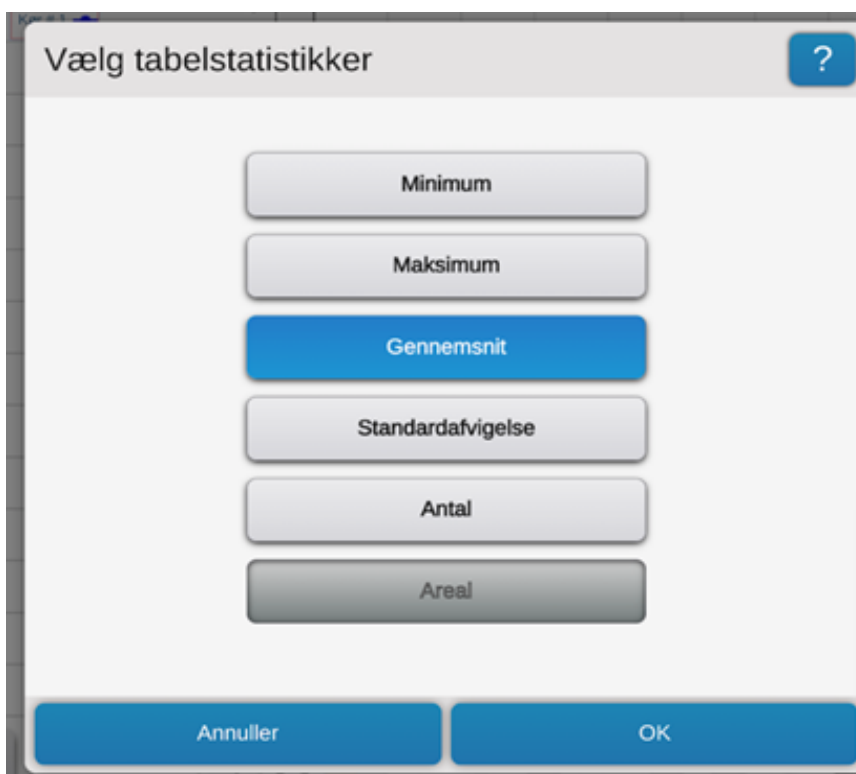 Vælg tabelstatistikker
?
Minimum
Maksimum
Gennemsnit
Standardafvigelse
Antal
Areal
Annuller
OK